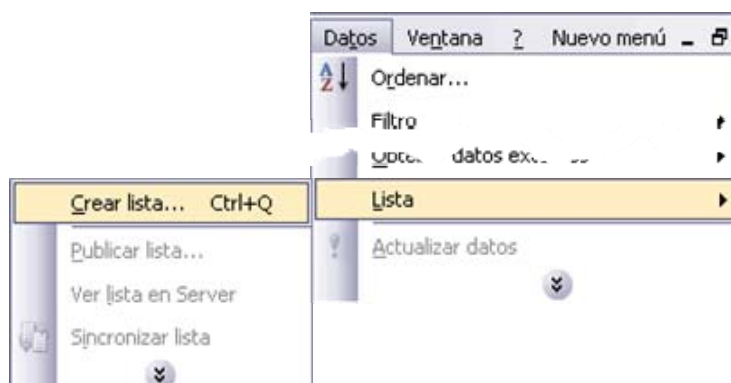 Datos Ventana ? Nuevo menú
Ordenar...
Filtro
datos
Lista
Actualizar datos
Crear lista... Ctrl+Q
Publicar lista...
Ver lista en Server
Sincronizar lista